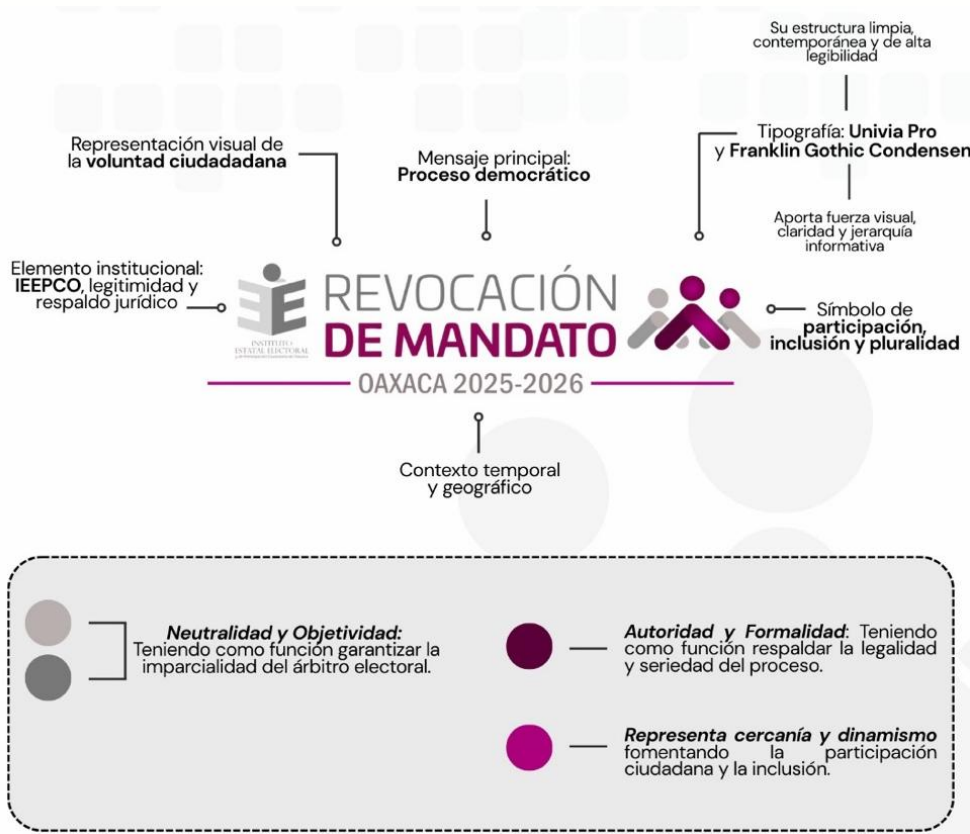 Su estructura limpia,
contemporánea y de alta
legibilidad
Representación visual de
la voluntad ciudadadana
Mensaje principal:
Proceso democrático
Tipografía: Univia Pro
y Franklin Gothic Condensen
Aporta fuerza visual,
claridad y jerarquía
informativa
Elemento institucional:
IEEPCO, legitimidad y
respaldo jurídico
INSTITUTO
ESTATAL ELECTORAL
REVOCACIÓN
DE MANDATO
OAXACA 2025-2026
Símbolo de
participación,
inclusión y pluralidad
Contexto temporal
y geográfico
Neutralidad y Objetividad:
Teniendo como función garantizar la
imparcialidad del árbitro electoral.
Autoridad y Formalidad: Teniendo
como función respaldar la legalidad
y seriedad del proceso.
Representa cercanía y dinamismo
fomentando la participación
ciudadana y la inclusión.